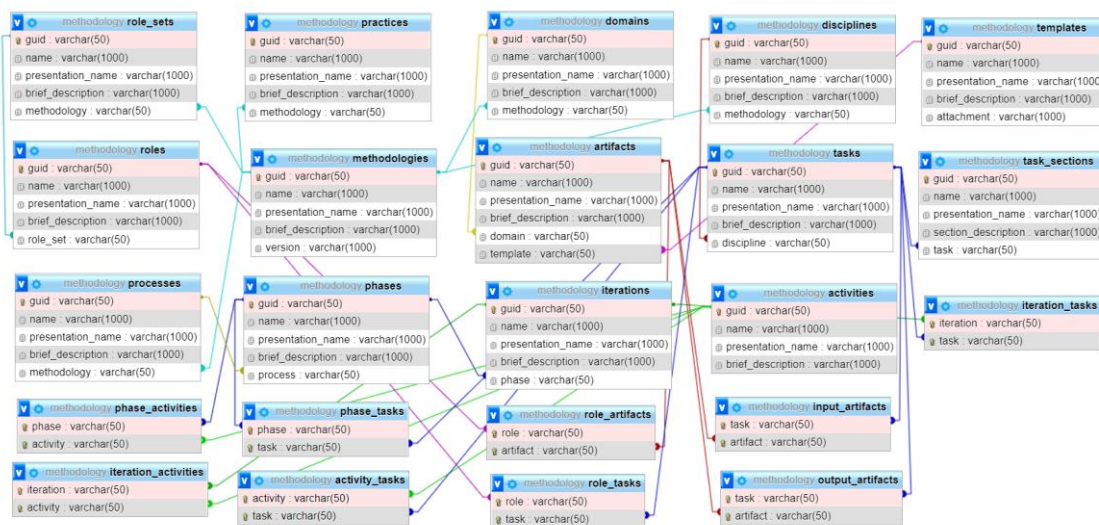 methodology role_sets
guid : varchar(50)
name : varchar(1000)
presentation_name : varchar(1000)
brief_description : varchar(1000)
methodology : varchar(50)
methodology practices
guid : varchar(50)
name : varchar(1000)
presentation_name : varchar(1000)
brief_description : varchar(1000)
methodology : varchar(50)
methodology domains
guid : varchar(50)
name : varchar(1000)
presentation_name : varchar(1000)
brief_description : varchar(1000)
methodology : varchar(50)
methodology disciplines
guid : varchar(50)
name : varchar(1000)
presentation_name : varchar(1000)
brief_description : varchar(1000)
methodology : varchar(50)
methodology templates
guid : varchar(50)
name : varchar(1000)
presentation_name : varchar(1000)
brief_description : varchar(1000)
attachment : varchar(1000)
methodology roles
guid : varchar(50)
name : varchar(1000)
presentation_name : varchar(1000)
brief_description : varchar(1000)
role_set : varchar(50)
methodology methodologies
guid : varchar(50)
name : varchar(1000)
presentation_name : varchar(1000)
brief_description : varchar(1000)
version : varchar(1000)
methodology artifacts
guid : varchar(50)
name : varchar(1000)
presentation_name : varchar(1000)
brief_description : varchar(1000)
domain : varchar(50)
template : varchar(50)
methodology tasks
guid : varchar(50)
name : varchar(1000)
presentation_name : varchar(1000)
brief_description : varchar(1000)
discipline : varchar(50)
methodology task_sections
guid : varchar(50)
name : varchar(1000)
presentation_name : varchar(1000)
section_description : varchar(1000)
task : varchar(50)
methodology processes
guid : varchar(50)
name : varchar(1000)
presentation_name : varchar(1000)
brief_description : varchar(1000)
methodology : varchar(50)
methodology phases
guid : varchar(50)
name : varchar(1000)
presentation_name : varchar(1000)
brief_description : varchar(1000)
process : varchar(50)
methodology iterations
guid : varchar(50)
name : varchar(1000)
presentation_name : varchar(1000)
brief_description : varchar(1000)
phase : varchar(50)
methodology activities
guid : varchar(50)
name : varchar(1000)
presentation_name : varchar(1000)
brief_description : varchar(1000)
methodology iteration_tasks
iteration : varchar(50)
task : varchar(50)
methodology phase_activities
phase : varchar(50)
activity : varchar(50)
methodology phase_tasks
phase : varchar(50)
task : varchar(50)
methodology role_artifacts
role : varchar(50)
artifact : varchar(50)
methodology input_artifacts
task : varchar(50)
artifact : varchar(50)
methodology iteration_activities
iteration : varchar(50)
activity : varchar(50)
methodology activity_tasks
activity : varchar(50)
task : varchar(50)
methodology role_tasks
role : varchar(50)
task : varchar(50)
methodology output_artifacts
task : varchar(50)
artifact : varchar(50)